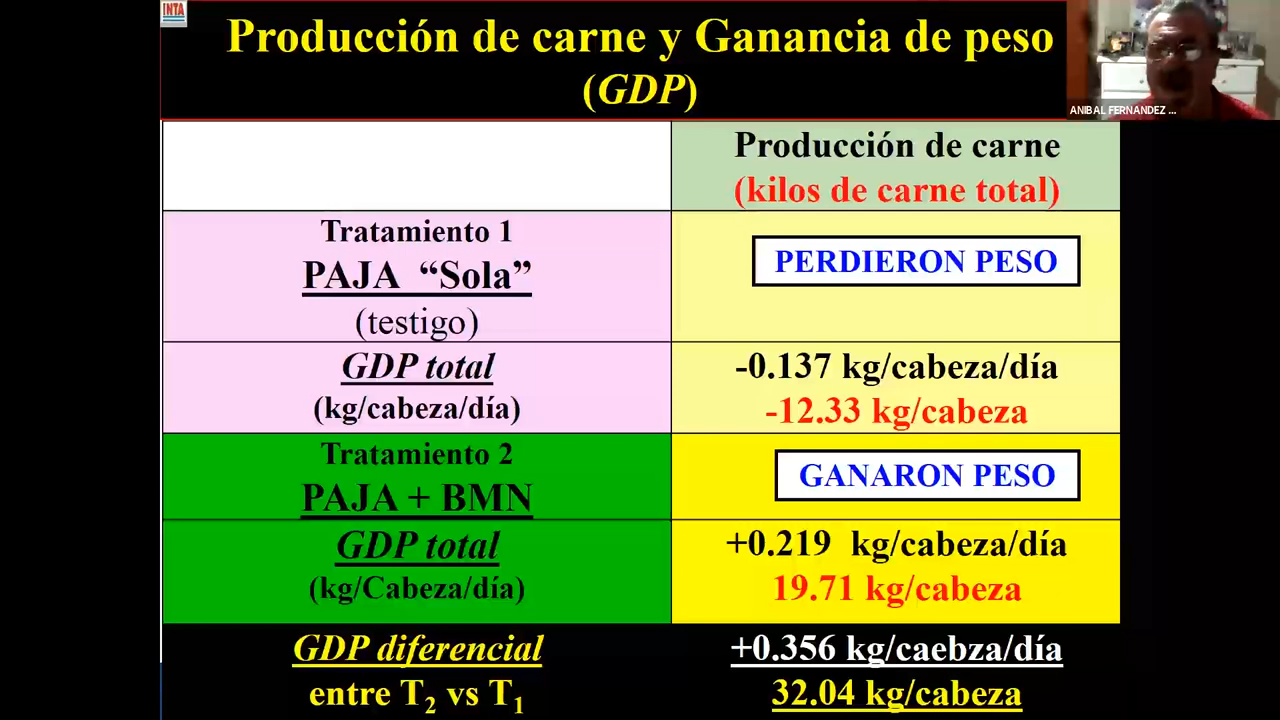 INTA
Producción de carne y Ganancia de peso
(GDP)
ANIBAL FERNANDEZ ...
Producción de carne
(kilos de carne total)
Tratamiento 1
PAJA “Sola”
(testigo)
PERDIERON PESO
GDP total
(kg/cabeza/día)
-0.137 kg/cabeza/día
-12.33 kg/cabeza
Tratamiento 2
PAJA + BMN
GANARON PESO
GDP total
(kg/Cabeza/día)
+0.219 kg/cabeza/día
19.71 kg/cabeza
GDP diferencial
entre T2 vs T1
+0.356 kg/caebza/día
32.04 kg/cabeza